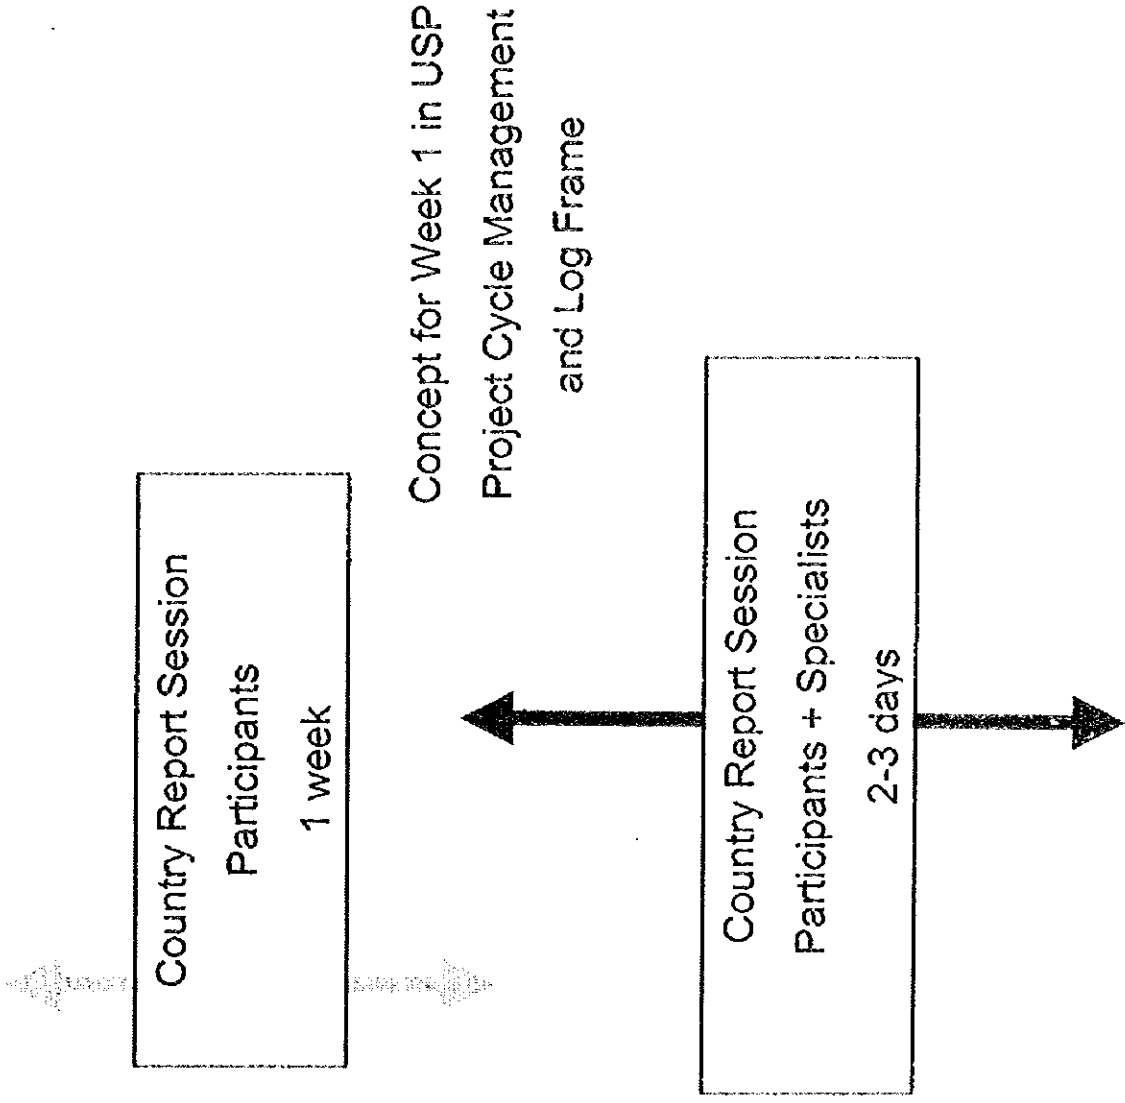 Country Report Session
Participants
1 week
Concept for Week 1 in USP
Project Cycle Management
and Log Frame
Country Report Session
Participants + Specialists
2-3 days